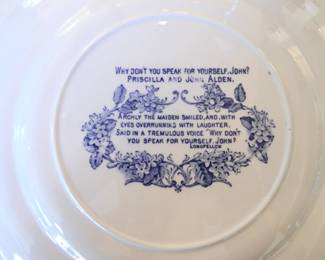 WHY DON'T YOU SPEAK FOR YOURSELF, JOHN?
PRISCILLA AND JOHN ALDEN.
ARCHLY THE MAIDEN SMILED, AND, WITH
EYES OVERRUNNING WITH LAUGHTER,
SAID IN A TREMULOUS VOICE "WHY DON'T
YOU SPEAK FOR YOURSELF, JOHN?
LONGFELLOW